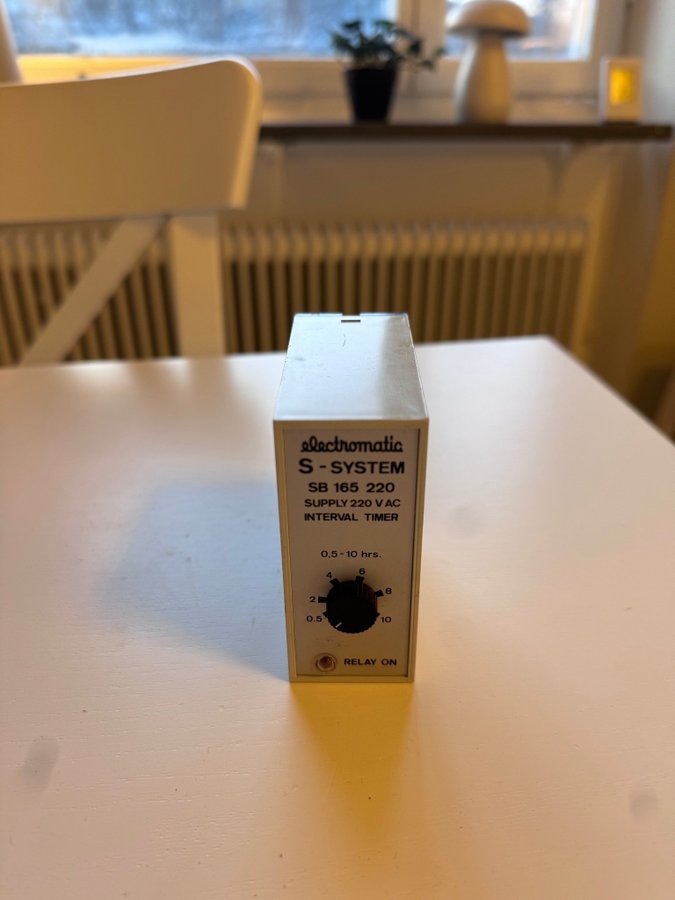 electromatic
S-SYSTEM
SB 165 220
SUPPLY 220 V AC
INTERVAL TIMER
0,5-10 hrs.
4 6
2 8
0.5 10
RELAY ON